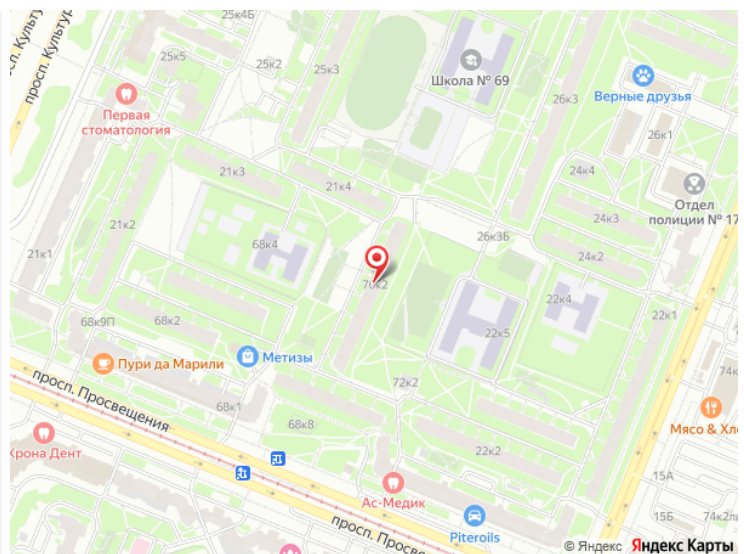 25к4Б
просп. Культуры
25к5
25к2
25к3
Школа № 69
Верные друзья
26к3
26к1
Первая
стоматология
21к3
21к4
24к4
Отдел
полиции № 17
24к3
21к2
68к4
26к3Б
24к2
21к1
70к2
22к4
22к1
68к9П
68к2
22к5
Метизы
Пури да Марили
72к2
просп. Просвещения
68к1
68к8
Мясо & Хле
Крона Дент
22к2
15А
Ас-Медик
15Б
74к2ли
Piteroils
просп. Просве
© Яндекс Яндекс Карты